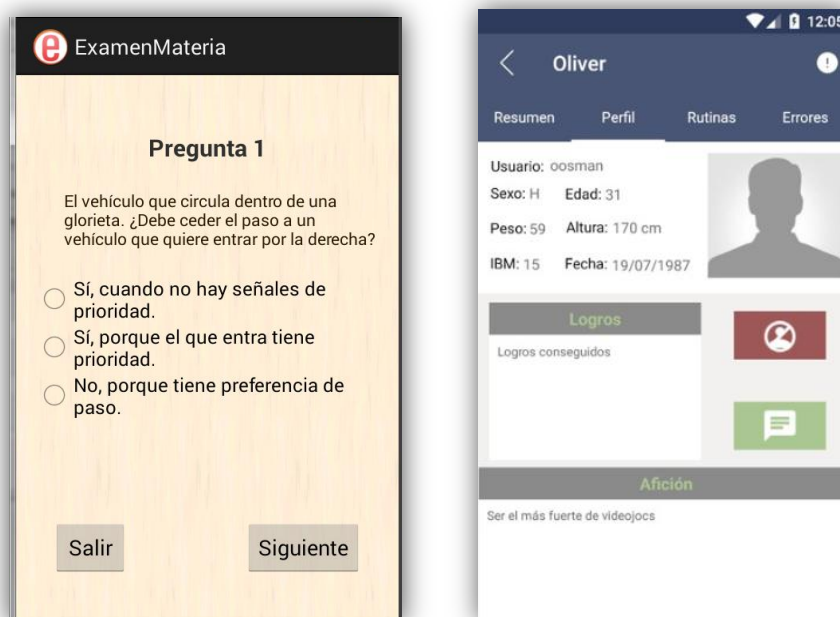 ExamenMateria
Pregunta 1
El vehículo que circula dentro de una
glorieta. ¿Debe ceder el paso a un
vehículo que quiere entrar por la derecha?
Sí, cuando no hay señales de
prioridad.
Sí, porque el que entra tiene
prioridad.
No, porque tiene preferencia de
paso.
Salir
Siguiente
12:05
Oliver
Resumen Perfil Rutinas Errores
Usuario: oosman
Sexo: H Edad: 31
Peso: 59 Altura: 170 cm
IBM: 15 Fecha: 19/07/1987
Logros
Logros conseguidos
Afición
Ser el más fuerte de videojocs